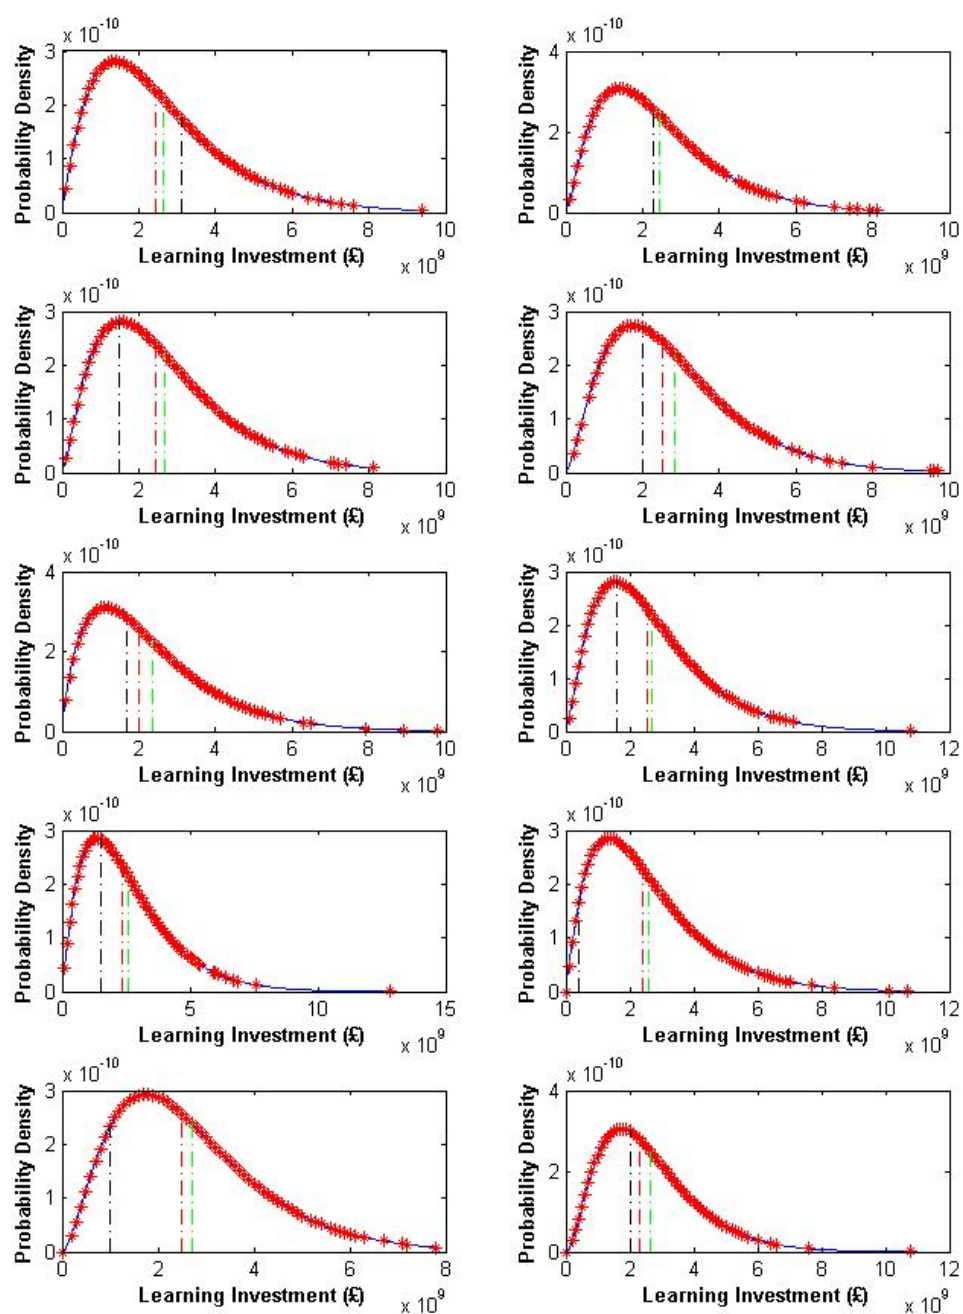 x 10-10
Probability Density
3
2
1
0
0 2 4 6 8 10
Learning Investment (£)
x 10^9
x 10-10
Probability Density
4
2
0
0 2 4 6 8 10
Learning Investment (£)
x 10^9
x 10-10
Probability Density
3
2
1
0
0 2 4 6 8 10
Learning Investment (£)
x 10^9
x 10-10
Probability Density
3
2
1
0
0 2 4 6 8 10
Learning Investment (£)
x 10^9
x 10-10
Probability Density
4
2
0
0 2 4 6 8 10
Learning Investment (£)
x 10^9
x 10-10
Probability Density
3
2
1
0
0 2 4 6 8 10 12
Learning Investment (£)
x 10^9
x 10-10
Probability Density
3
2
1
0
0 5 10 15
Learning Investment (£)
x 10^9
x 10-10
Probability Density
3
2
1
0
0 2 4 6 8 10 12
Learning Investment (£)
x 10^9
x 10-10
Probability Density
3
2
1
0
0 2 4 6 8
Learning Investment (£)
x 10^9
x 10-10
Probability Density
4
2
0
0 2 4 6 8 10 12
Learning Investment (£)
x 10^9